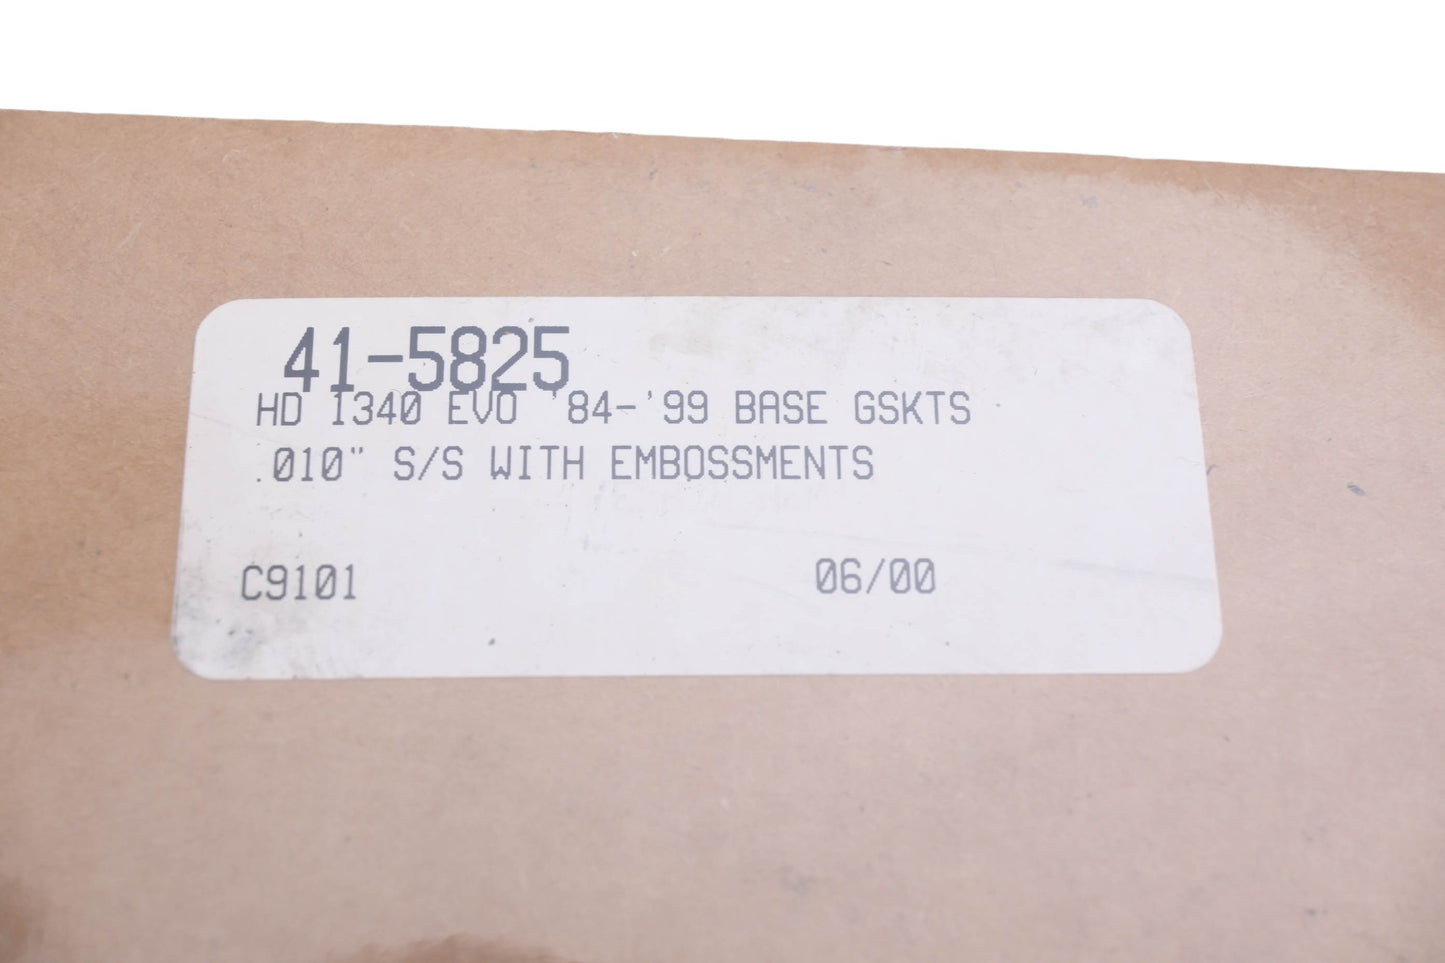 41-5825
HD 1340 EVO '84-'99 BASE GSKTS
.010" S/S WITH EMBOSSMENTS
C9101 06/00